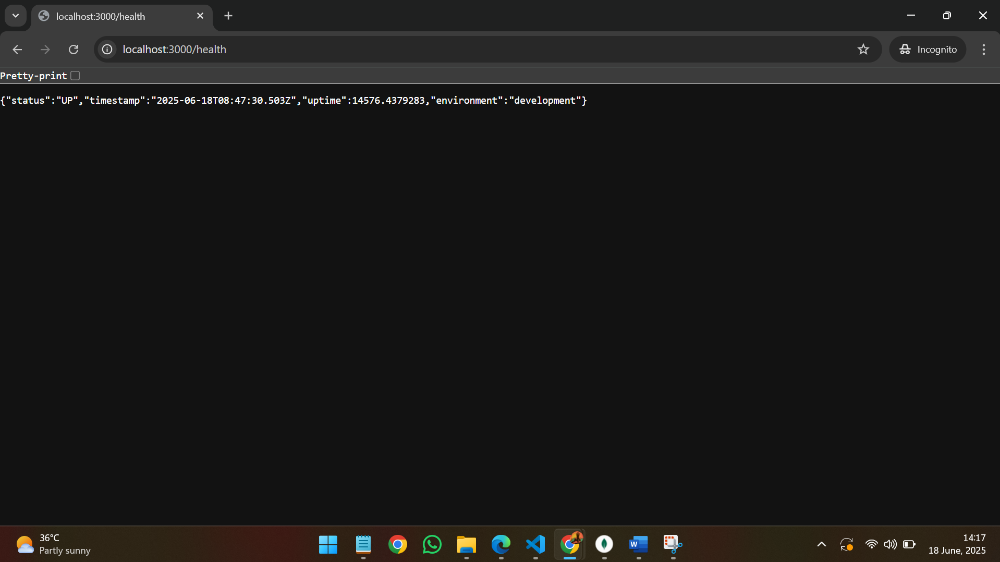 localhost:3000/health
localhost:3000/health
Incognito
Pretty-print
{"status":"UP","timestamp":"2025-06-18T08:47:30.503Z","uptime":14576.4379283,"environment":"development"}
36°C
Partly sunny
W
14:17
18 June, 2025